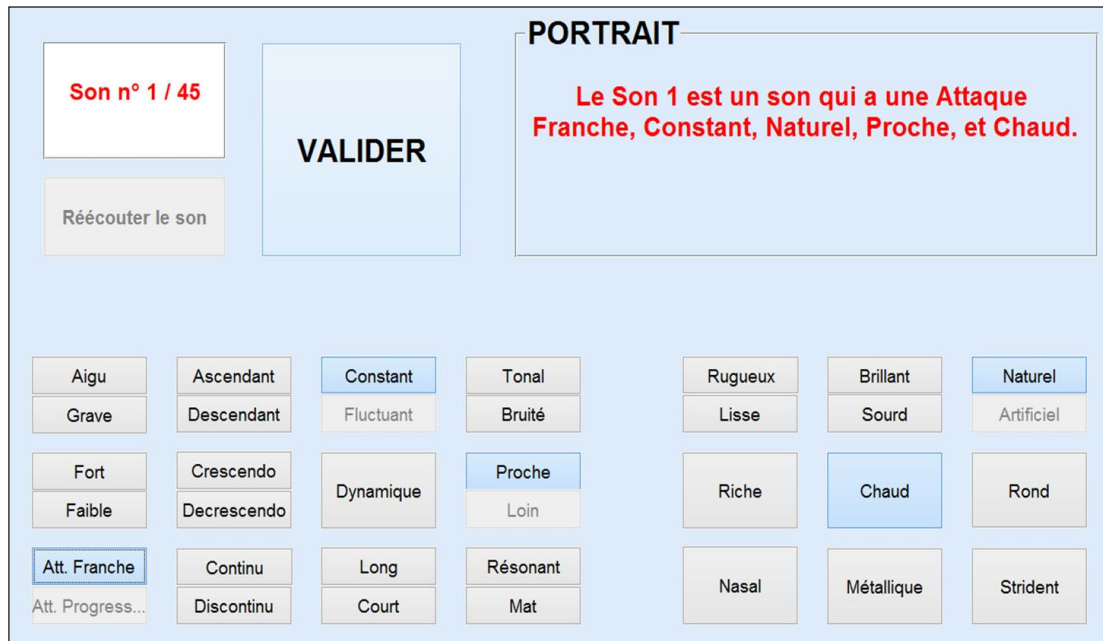 PORTRAIT
Son n° 1 / 45
VALIDER
Réécouter le son
Le Son 1 est un son qui a une Attaque
Franche, Constant, Naturel, Proche, et Chaud.
Aigu
Grave
Ascendant
Descendant
Constant
Fluctuant
Tonal
Bruité
Rugueux
Lisse
Brillant
Sourd
Naturel
Artificiel
Fort
Faible
Crescendo
Decrescendo
Dynamique
Proche
Loin
Riche
Chaud
Rond
Att. Franche
Att. Progress...
Continu
Discontinu
Long
Court
Résonant
Mat
Nasal
Métallique
Strident